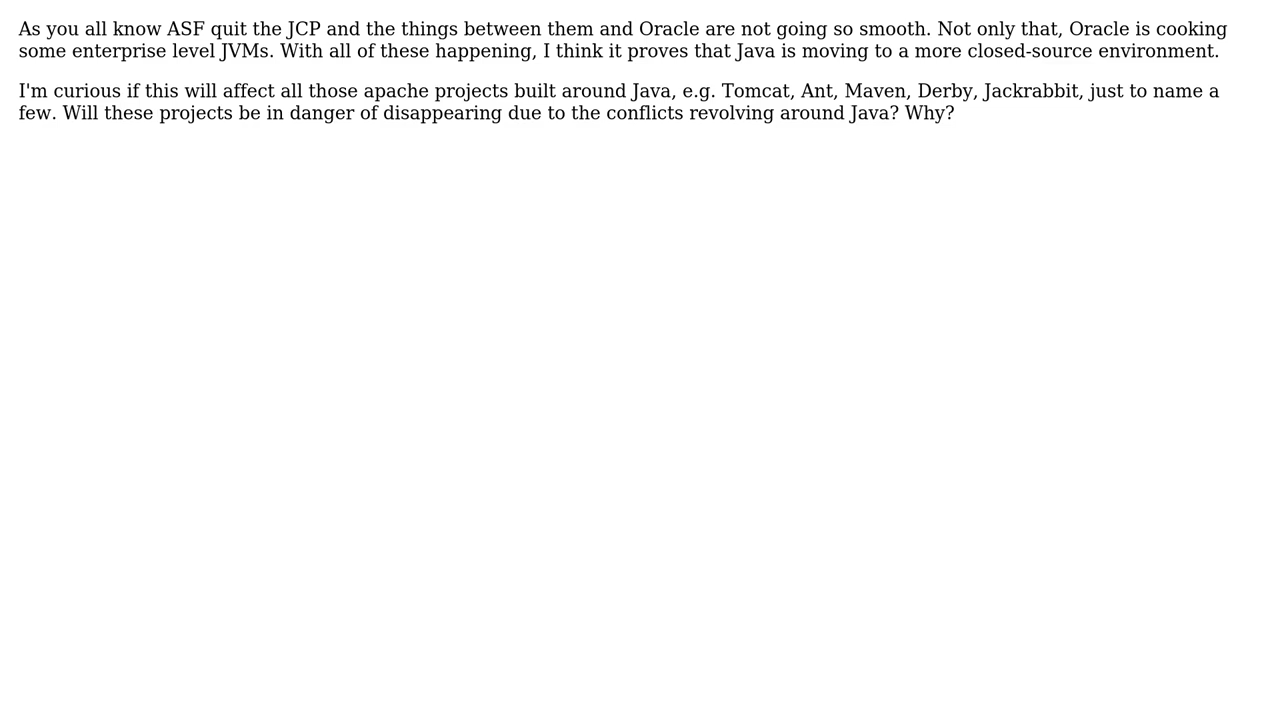 As you all know ASF quit the JCP and the things between them and Oracle are not going so smooth. Not only that, Oracle is cooking
some enterprise level JVMs. With all of these happening, I think it proves that Java is moving to a more closed-source environment.
I'm curious if this will affect all those apache projects built around Java, e.g. Tomcat, Ant, Maven, Derby, Jackrabbit, just to name a
few. Will these projects be in danger of disappearing due to the conflicts revolving around Java? Why?